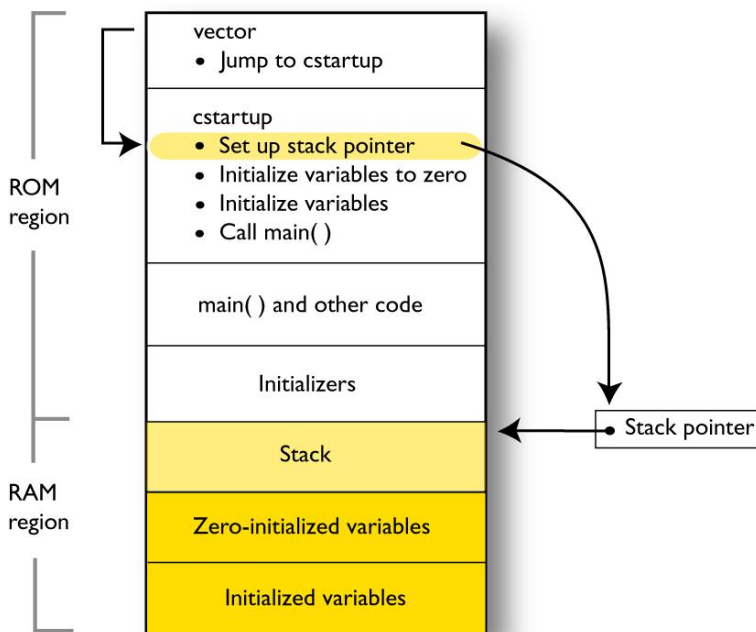 vector
• Jump to cstartup
cstartup
• Set up stack pointer
• Initialize variables to zero
• Initialize variables
• Call main( )
ROM
region
main( ) and other code
Initializers
Stack pointer
Stack
RAM
region
Zero-initialized variables
Initialized variables